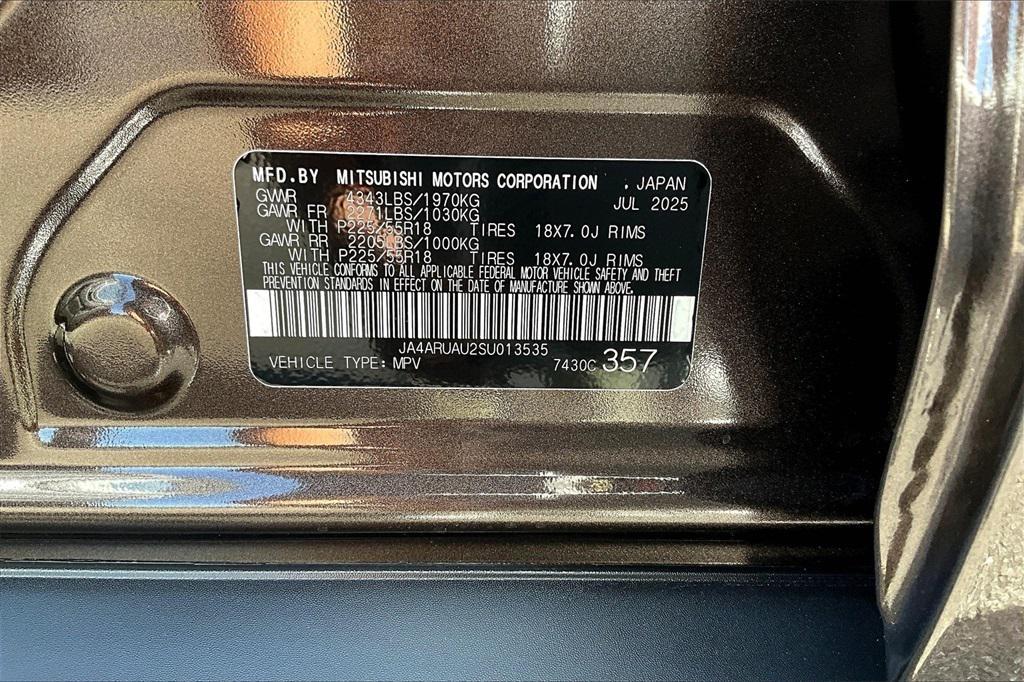 MFD.BY MITSUBISHI MOTORS CORPORATION . JAPAN
GVWR 4343LBS/1970KG JUL 2025
GAWR FR 2271LBS/1030KG
WITH P225/55R18 TIRES 18X7.0J RIMS
GAWR RR 2205LBS/1000KG
WITH P225/55R18 TIRES 18X7.0J RIMS
THIS VEHICLE CONFORMS TO ALL APPLICABLE FEDERAL MOTOR VEHICLE SAFETY AND THEFT
PREVENTION STANDARDS IN EFFECT ON THE DATE OF MANUFACTURE SHOWN ABOVE.
JA4ARUAU2SU013535
VEHICLE TYPE: MPV 7430C 357